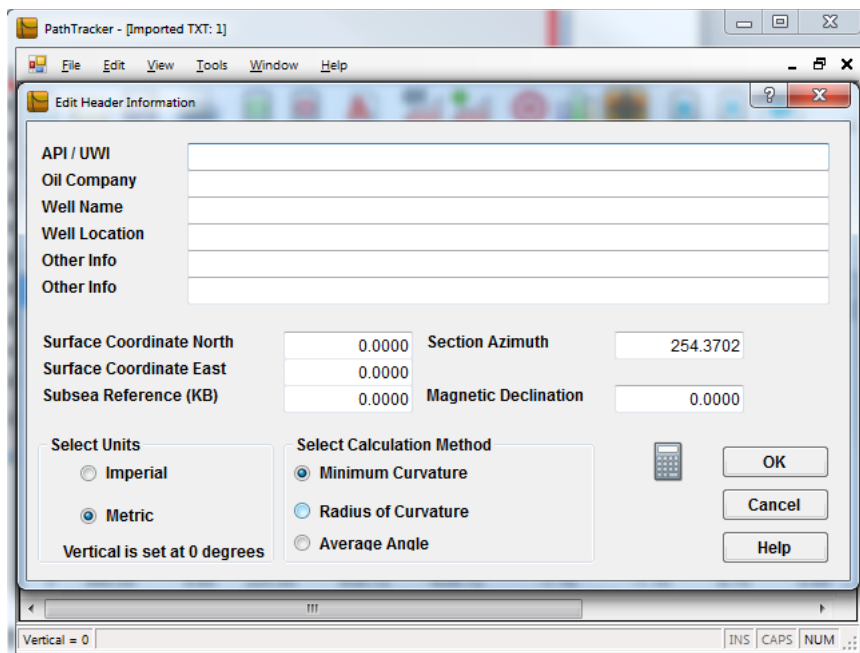 PathTracker - [Imported TXT: 1]
File Edit View Tools Window Help
Edit Header Information
API / UWI
Oil Company
Well Name
Well Location
Other Info
Other Info
Surface Coordinate North 0.0000 Section Azimuth 254.3702
Surface Coordinate East 0.0000
Subsea Reference (KB) 0.0000 Magnetic Declination 0.0000
Select Units Select Calculation Method
Imperial Minimum Curvature OK
Metric Radius of Curvature Cancel
Vertical is set at 0 degrees Average Angle Help
Vertical = 0 INS CAPS NUM